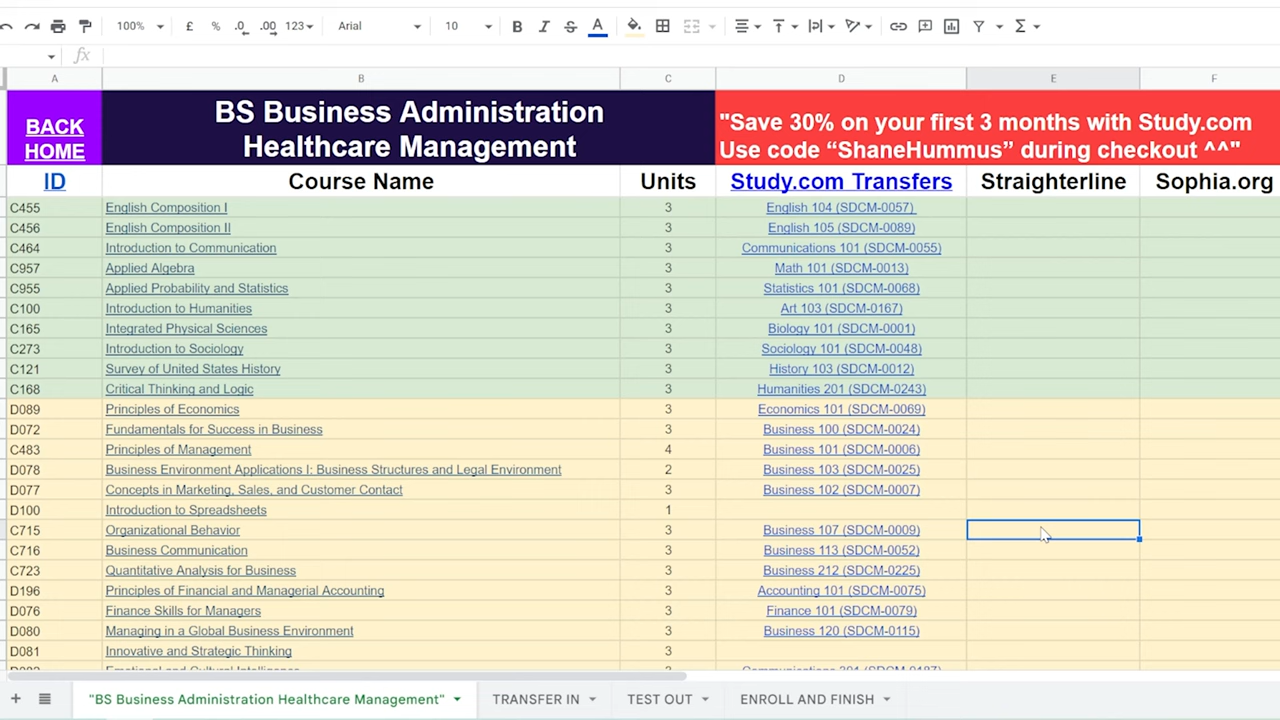 100% £ % .0 .00 123 Arial 10 B I S A Σ
fx
A B C D E F
BACK HOME
BS Business Administration
Healthcare Management
"Save 30% on your first 3 months with Study.com
Use code “ShaneHummus” during checkout ^^"
ID Course Name Units Study.com Transfers Straighterline Sophia.org
C455 English Composition I 3 English 104 (SDCM-0057)
C456 English Composition II 3 English 105 (SDCM-0089)
C464 Introduction to Communication 3 Communications 101 (SDCM-0055)
C957 Applied Algebra 3 Math 101 (SDCM-0013)
C955 Applied Probability and Statistics 3 Statistics 101 (SDCM-0068)
C100 Introduction to Humanities 3 Art 103 (SDCM-0167)
C165 Integrated Physical Sciences 3 Biology 101 (SDCM-0001)
C273 Introduction to Sociology 3 Sociology 101 (SDCM-0048)
C121 Survey of United States History 3 History 103 (SDCM-0012)
C168 Critical Thinking and Logic 3 Humanities 201 (SDCM-0243)
D089 Principles of Economics 3 Economics 101 (SDCM-0069)
D072 Fundamentals for Success in Business 3 Business 100 (SDCM-0024)
C483 Principles of Management 4 Business 101 (SDCM-0006)
D078 Business Environment Applications I: Business Structures and Legal Environment 2 Business 103 (SDCM-0025)
D077 Concepts in Marketing, Sales, and Customer Contact 3 Business 102 (SDCM-0007)
D100 Introduction to Spreadsheets 1
C715 Organizational Behavior 3 Business 107 (SDCM-0009)
C716 Business Communication 3 Business 113 (SDCM-0052)
C723 Quantitative Analysis for Business 3 Business 212 (SDCM-0225)
D196 Principles of Financial and Managerial Accounting 3 Accounting 101 (SDCM-0075)
D076 Finance Skills for Managers 3 Finance 101 (SDCM-0079)
D080 Managing in a Global Business Environment 3 Business 120 (SDCM-0115)
D081 Innovative and Strategic Thinking 3
Emotional and Cultural Intelligence
"BS Business Administration Healthcare Management" TRANSFER IN TEST OUT ENROLL AND FINISH